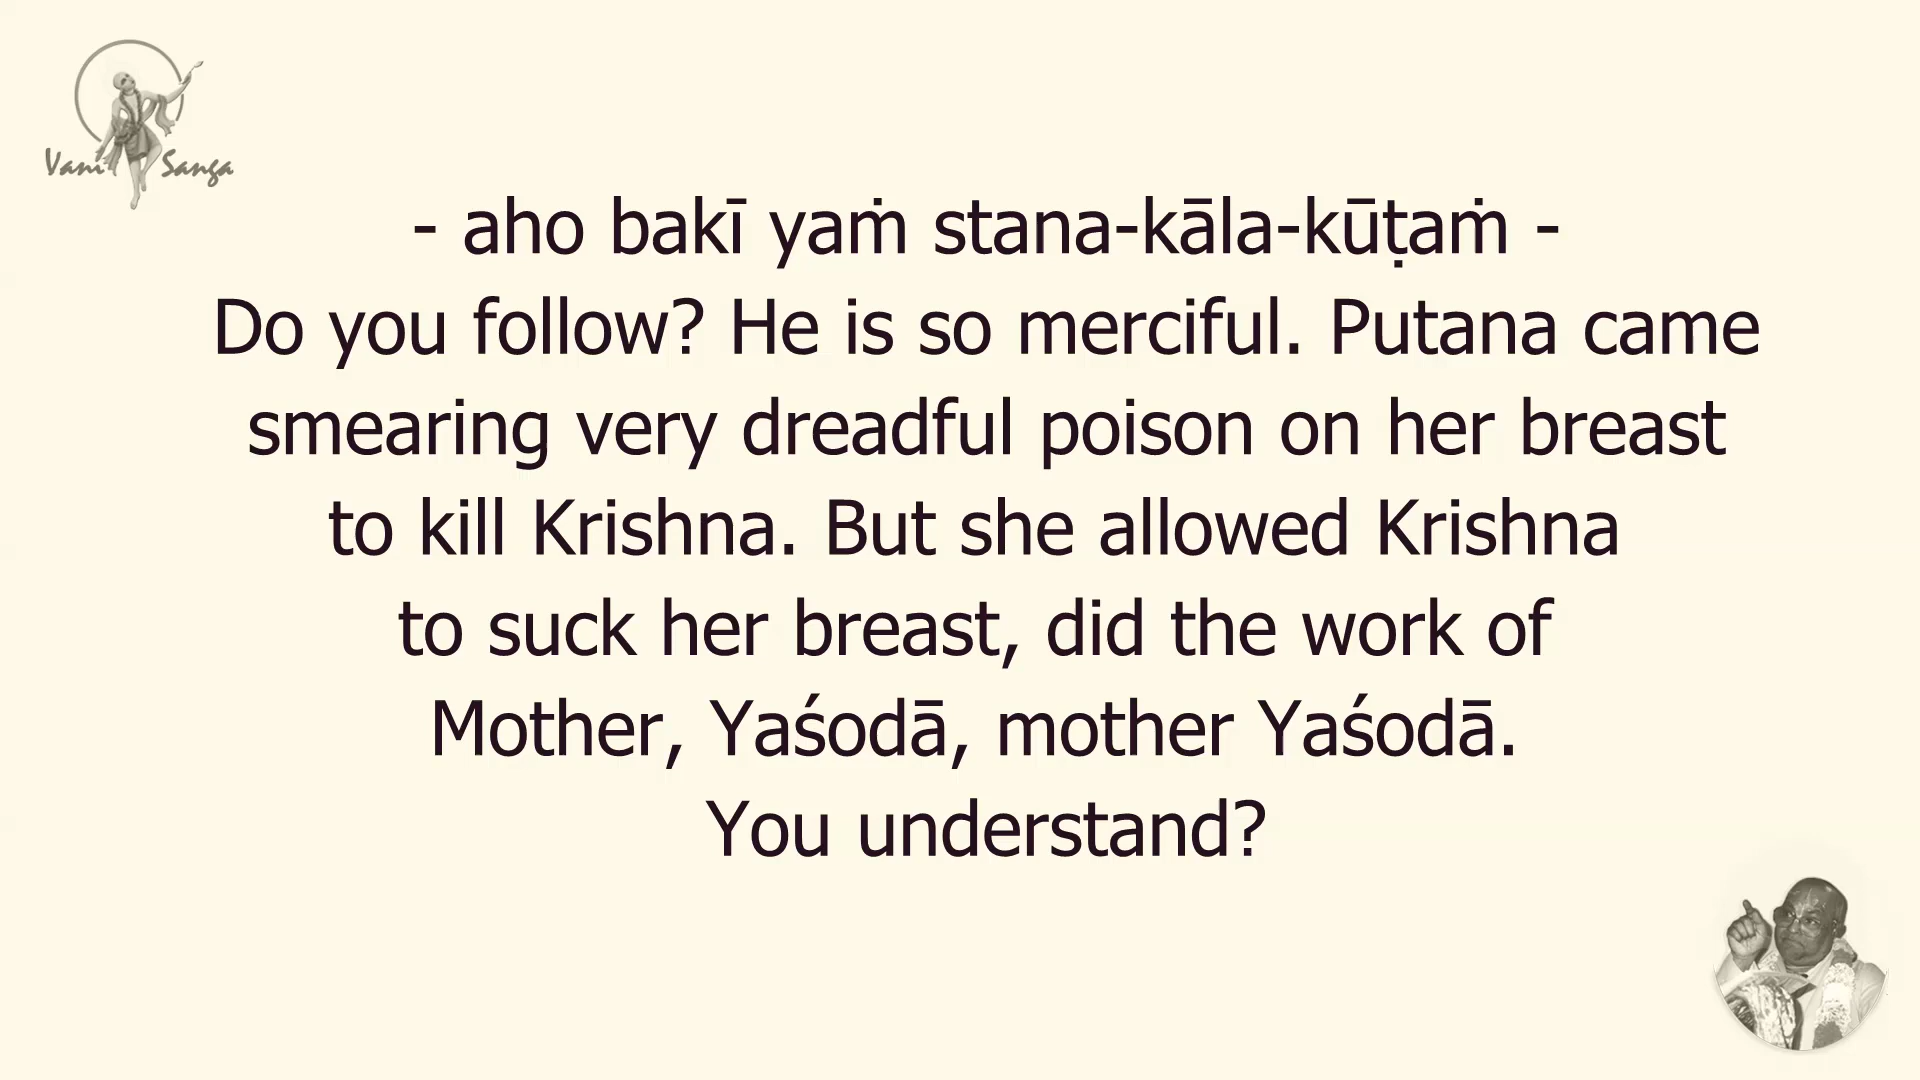 Vani Sanga
- aho bakī yaṁ stana-kāla-kūṭaṁ -
Do you follow? He is so merciful. Putana came
smearing very dreadful poison on her breast
to kill Krishna. But she allowed Krishna
to suck her breast, did the work of
Mother, Yaśodā, mother Yaśodā.
You understand?